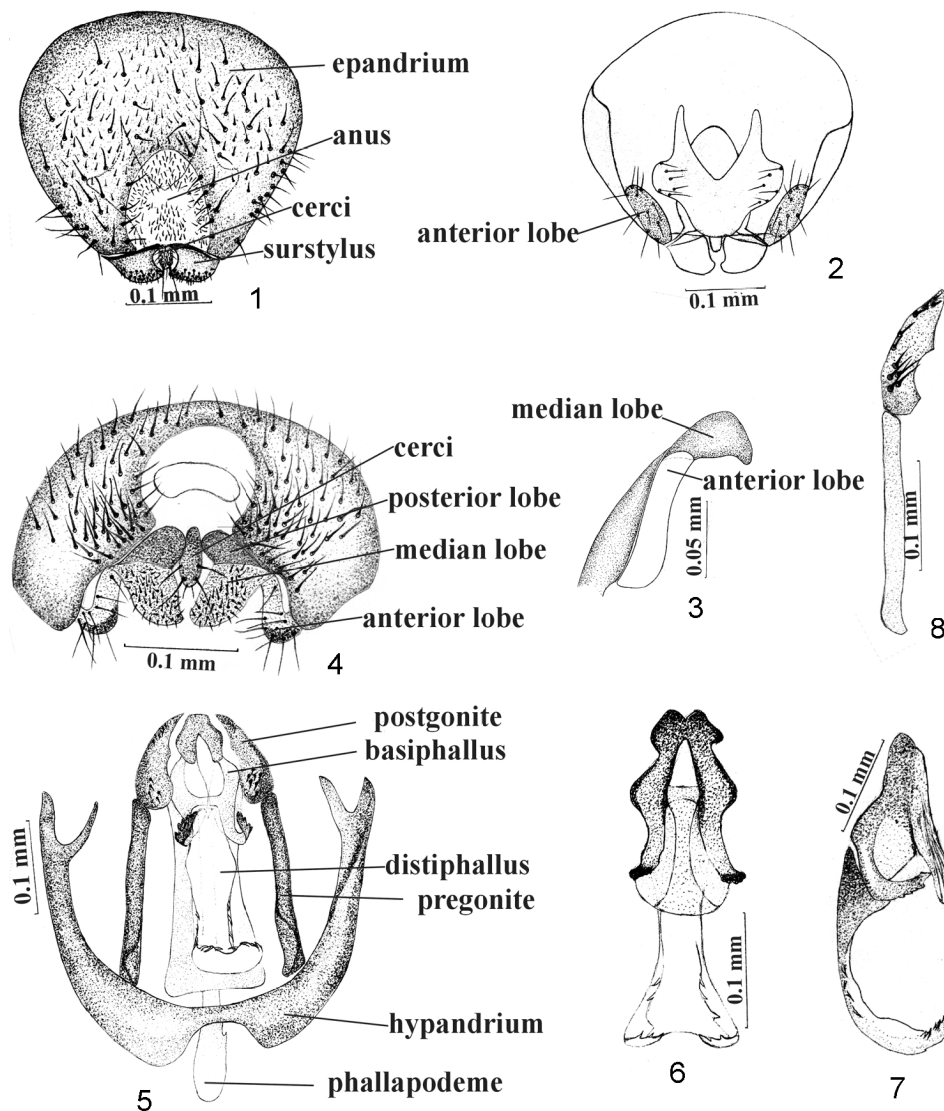 epandrium
anus
cerci
surstylus
0.1 mm
1
anterior lobe
0.1 mm
2
median lobe
anterior lobe
0.05 mm
3
cerci
posterior lobe
median lobe
anterior lobe
0.1 mm
4
0.1 mm
8
postgonite
basiphallus
distiphallus
pregonite
hypandrium
phallapodeme
0.1 mm
5
0.1 mm
6
0.1 mm
7